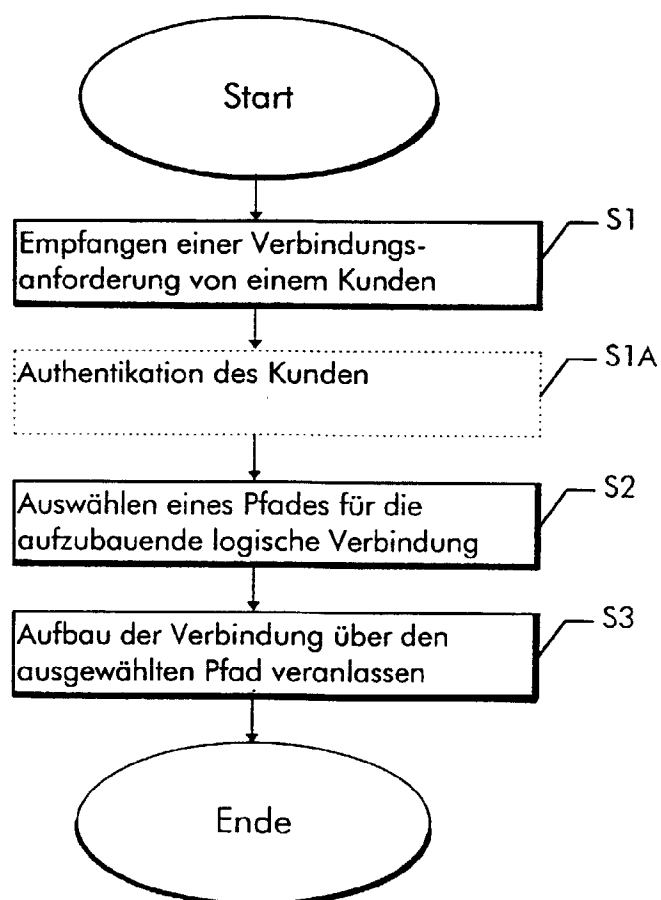 Start
S1
Empfangen einer Verbindungs-
anforderung von einem Kunden
S1A
Authentikation des Kunden
S2
Auswählen eines Pfades für die
aufzubauende logische Verbindung
S3
Aufbau der Verbindung über den
ausgewählten Pfad veranlassen
Ende